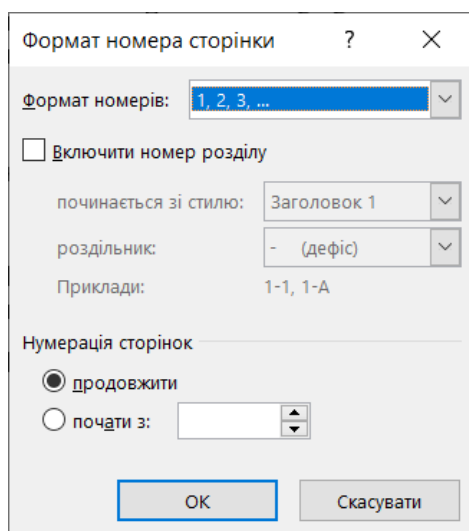 Формат номера сторінки ?
Формат номерів: 1, 2, 3, ...
Включити номер розділу
починається зі стилю: Заголовок 1
роздільник: - (дефіс)
Приклади: 1-1, 1-A
Нумерація сторінок
продовжити
почати з:
ОК Скасувати